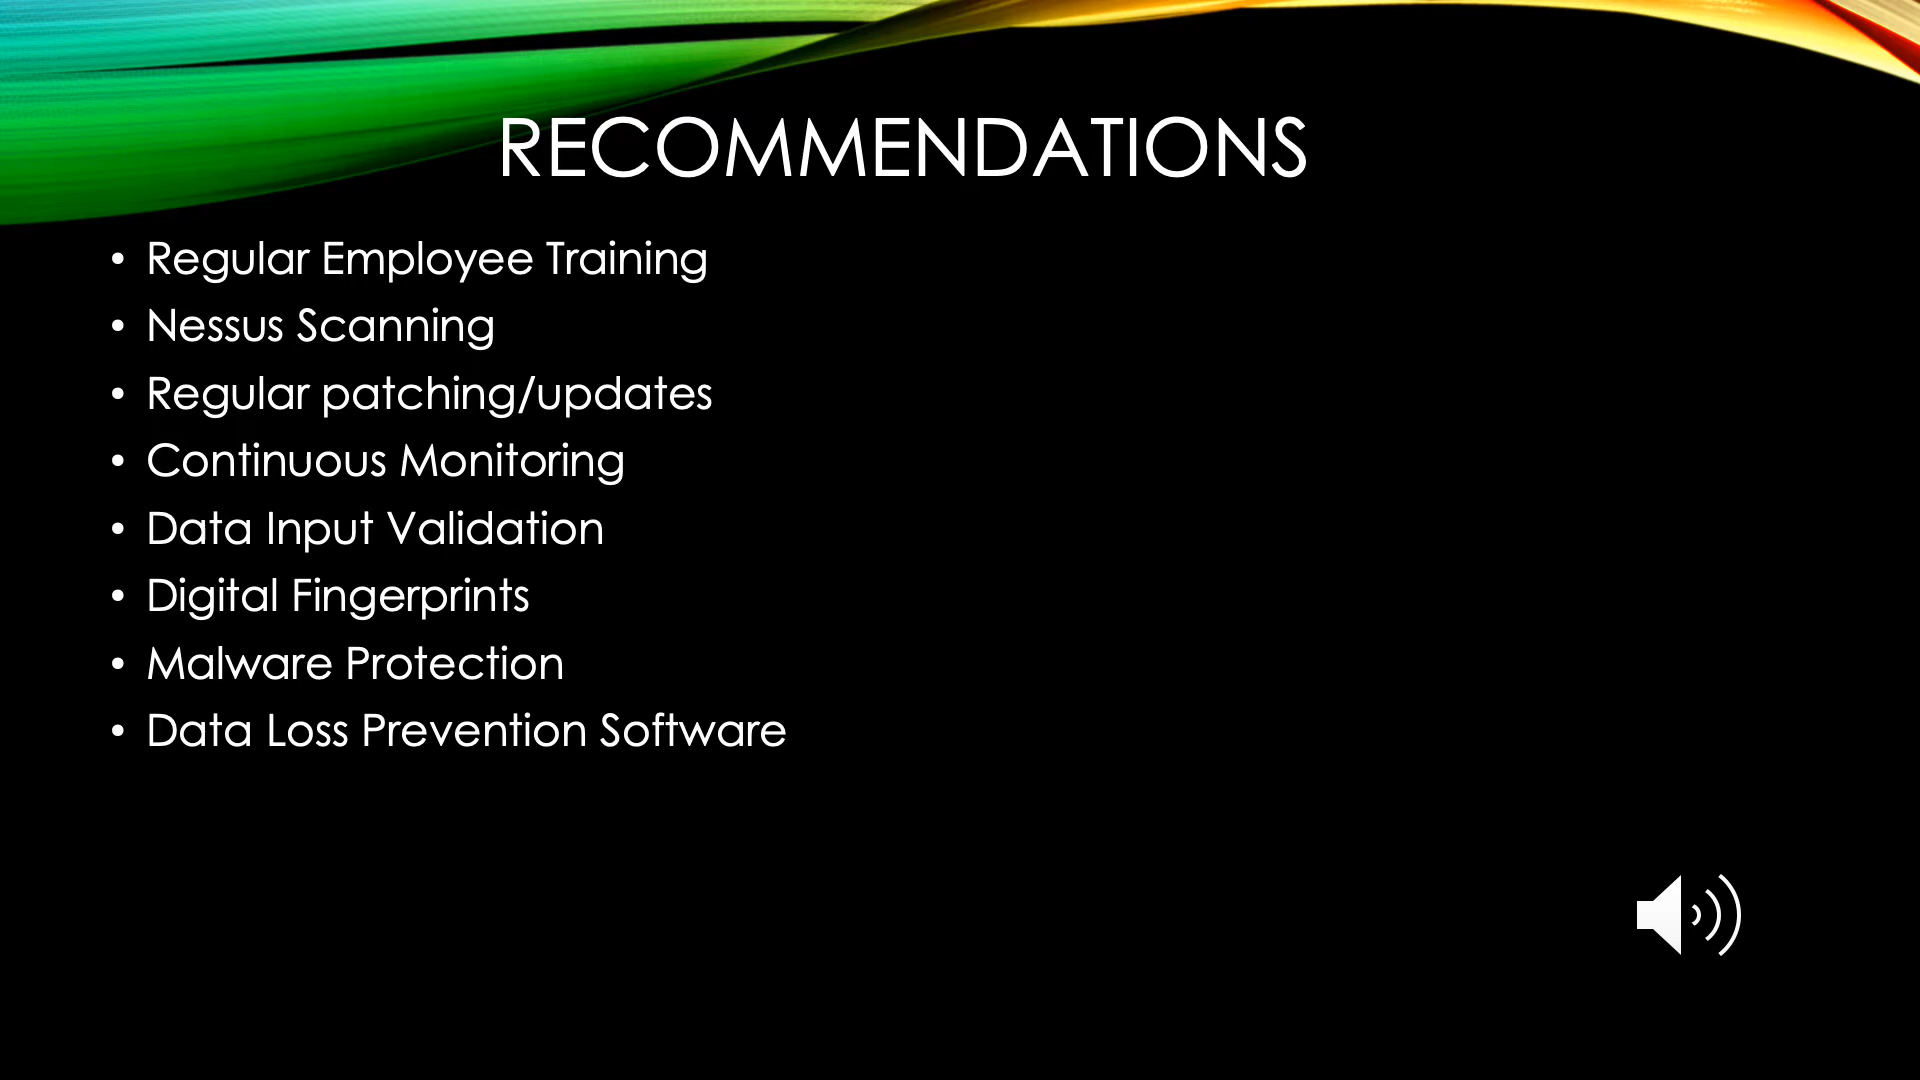 RECOMMENDATIONS
• Regular Employee Training
• Nessus Scanning
• Regular patching/updates
• Continuous Monitoring
• Data Input Validation
• Digital Fingerprints
• Malware Protection
• Data Loss Prevention Software